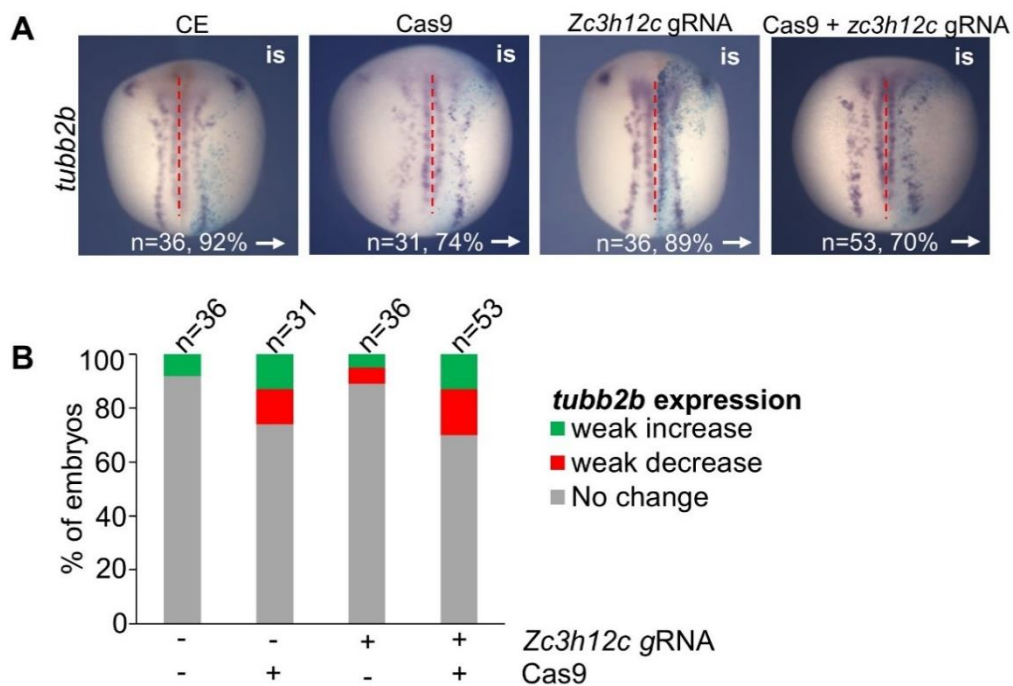 A
CE Cas9 Zc3h12c gRNA Cas9 + zc3h12c gRNA
is is is is
tubb2b
n=36, 92% → n=31, 74% → n=36, 89% → n=53, 70% →
B
n=36 n=31 n=36 n=53
100
80
60
40
20
0
% of embryos
tubb2b expression
weak increase
weak decrease
No change
- - + + Zc3h12c gRNA
- + - + Cas9